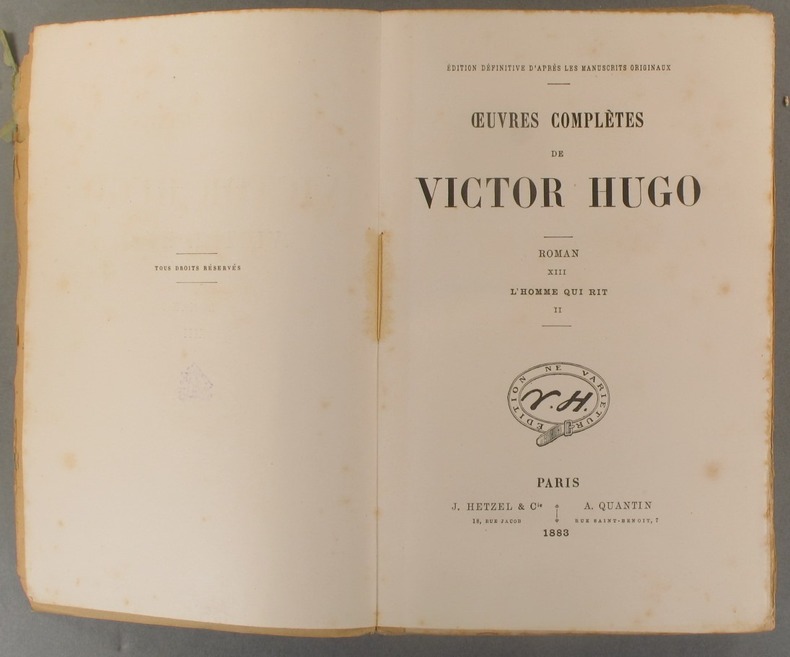 TOUS DROITS RÉSERVÉS
ÉDITION DÉFINITIVE D'APRÈS LES MANUSCRITS ORIGINAUX
ŒUVRES COMPLÈTES
DE
VICTOR HUGO
ROMAN
XIII
L'HOMME QUI RIT
II
ÉDITION NE VARIETUR
V.H.
PARIS
J. HETZEL & Cie
A. QUANTIN
18, RUE JACOB
RUE SAINT-BENOIT, 7
1883